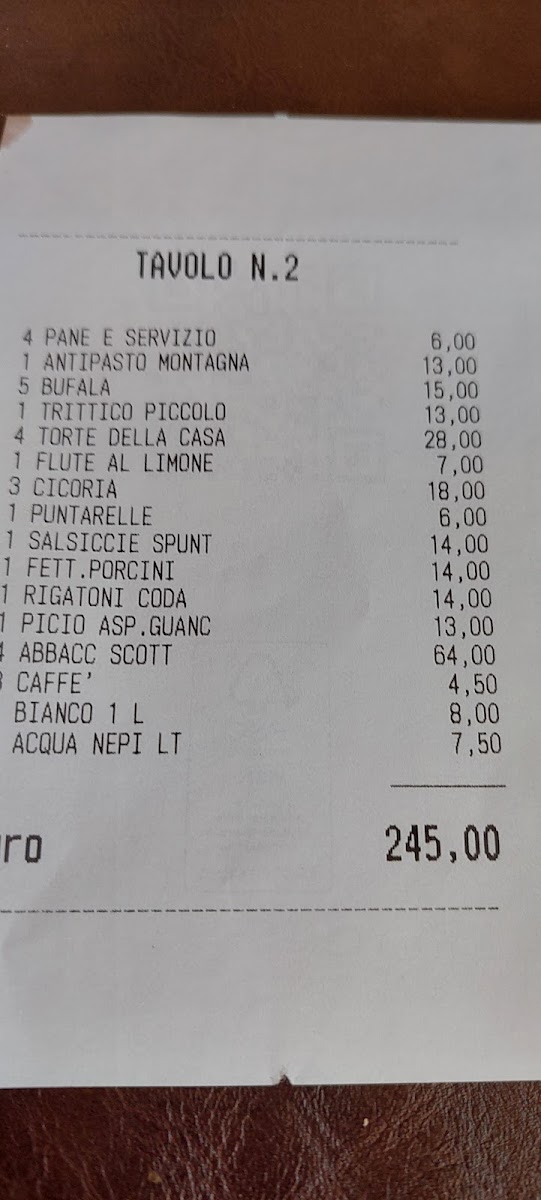 TAVOLO N.2
4 PANE E SERVIZIO 6,00
1 ANTIPASTO MONTAGNA 13,00
5 BUFALA 15,00
1 TRITTICO PICCOLO 13,00
4 TORTE DELLA CASA 28,00
1 FLUTE AL LIMONE 7,00
3 CICORIA 18,00
1 PUNTARELLE 6,00
1 SALSICCIE SPUNT 14,00
1 FETT.PORCINI 14,00
1 RIGATONI CODA 14,00
1 PICIO ASP.GUANC 13,00
4 ABBACC SCOTT 64,00
3 CAFFE' 4,50
BIANCO 1 L 8,00
ACQUA NEPI LT 7,50
ro 245,00